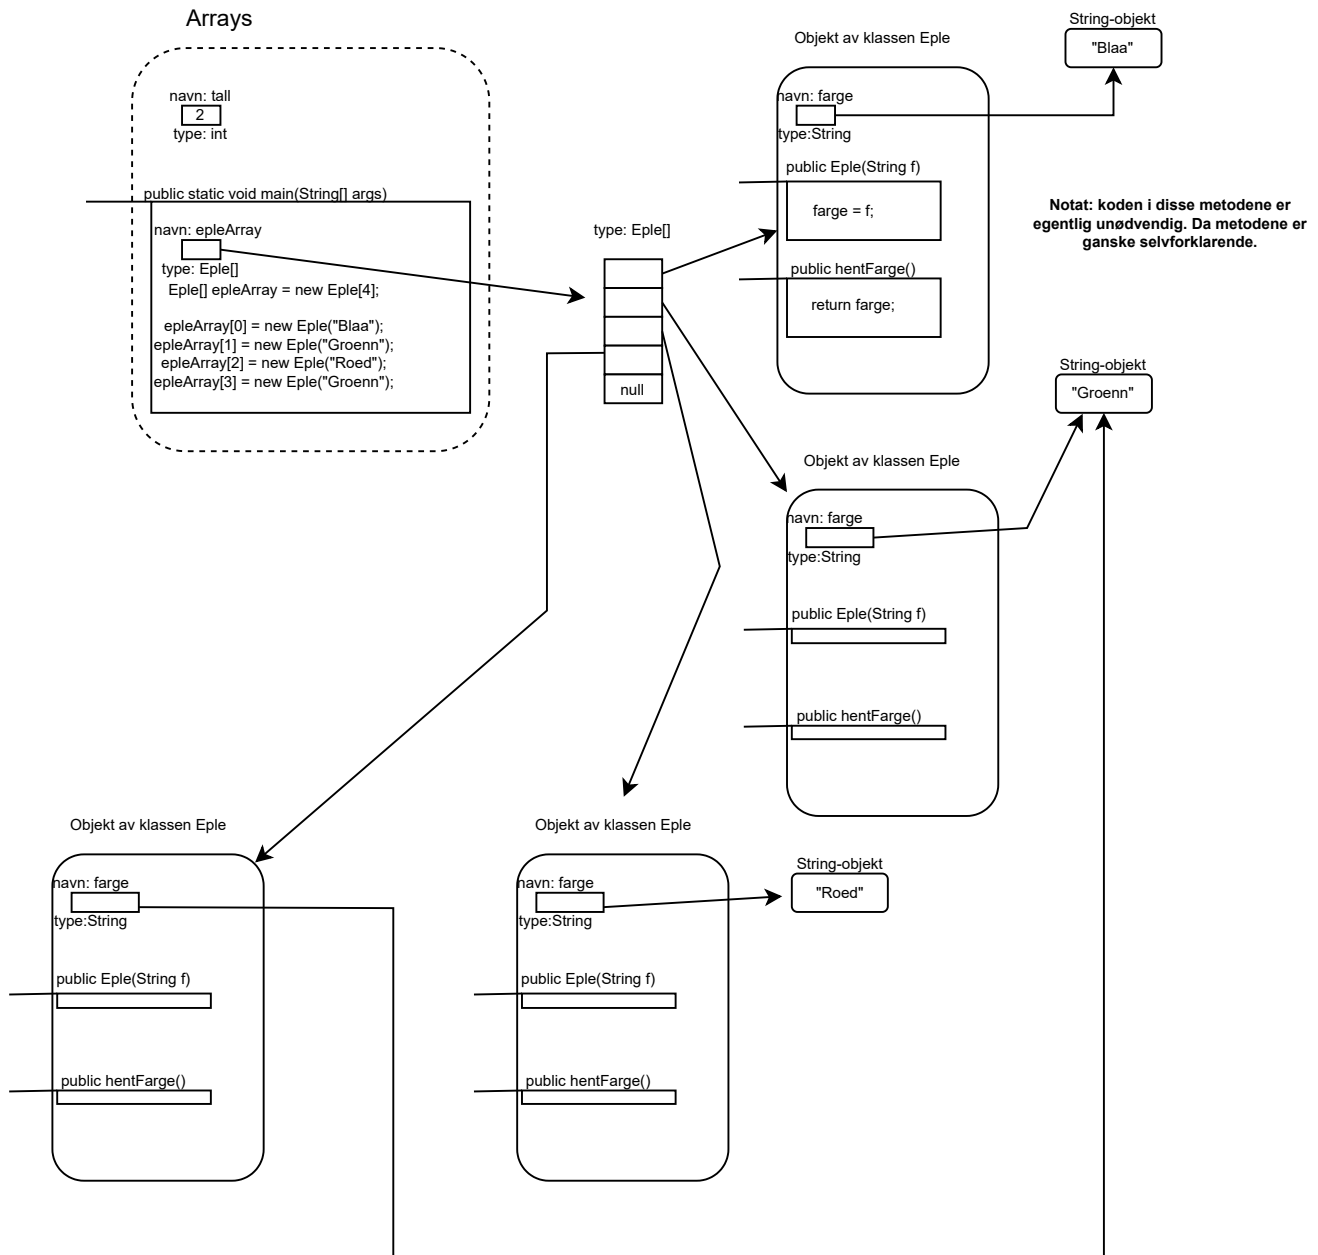 Arrays
navn: tall
2
type: int
public static void main(String[] args)
navn: epleArray
type: Eple[]
Eple[] epleArray = new Eple[4];
epleArray[0] = new Eple("Blaa");
epleArray[1] = new Eple("Groenn");
epleArray[2] = new Eple("Roed");
epleArray[3] = new Eple("Groenn");
type: Eple[]
null
Objekt av klassen Eple
navn: farge
type:String
public Eple(String f)
farge = f;
public hentFarge()
return farge;
String-objekt
"Blaa"
Notat: koden i disse metodene er
egentlig unødvendig. Da metodene er
ganske selvforklarende.
String-objekt
"Groenn"
Objekt av klassen Eple
navn: farge
type:String
public Eple(String f)
public hentFarge()
Objekt av klassen Eple
navn: farge
type:String
public Eple(String f)
public hentFarge()
Objekt av klassen Eple
navn: farge
type:String
public Eple(String f)
public hentFarge()
String-objekt
"Roed"